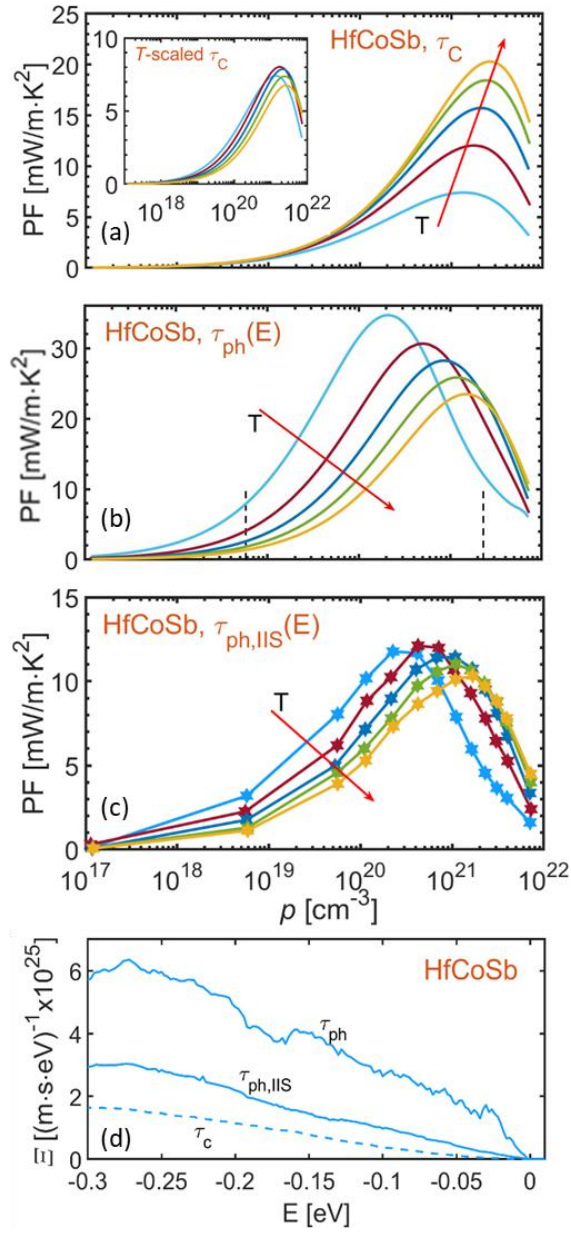 10
T-scaled τC
HfCoSb, τC
25
PF [mW/m·K²]
20
5
15
0
10¹⁸ 10²⁰ 10²²
10
5
(a)
T
0
HfCoSb, τph(E)
PF [mW/m·K²]
30
20
T
10
(b)
0
15
HfCoSb, τph,IIS(E)
PF [mW/m·K²]
10
T
5
(c)
0
10¹⁷ 10¹⁸ 10¹⁹ 10²⁰ 10²¹ 10²²
p [cm⁻³]
HfCoSb
Ξ [(m·s·eV)⁻¹x10²⁵]
6
τph
4
τph,IIS
2
τc
(d)
0
-0.3 -0.25 -0.2 -0.15 -0.1 -0.05 0
E [eV]